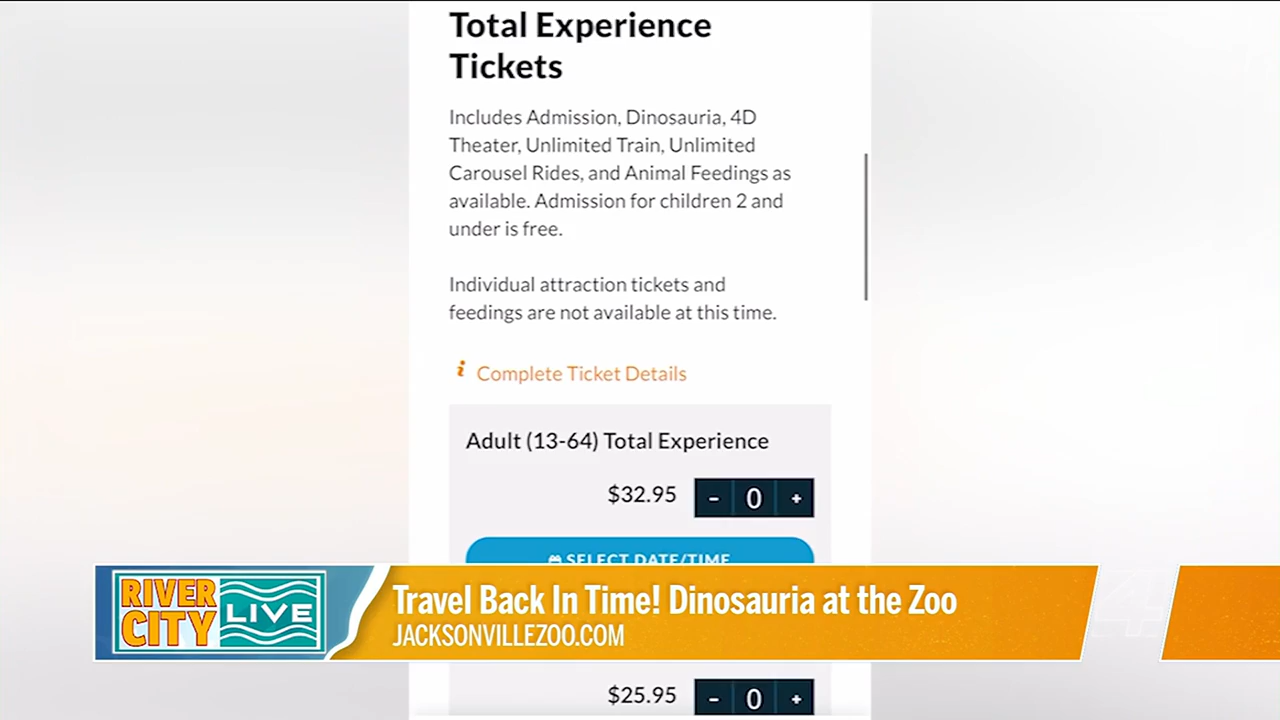 Total Experience
Tickets
Includes Admission, Dinosauria, 4D
Theater, Unlimited Train, Unlimited
Carousel Rides, and Animal Feedings as
available. Admission for children 2 and
under is free.
Individual attraction tickets and
feedings are not available at this time.
i Complete Ticket Details
Adult (13-64) Total Experience
$32.95 - 0 +
SELECT DATE/TIME
RIVER
CITY
LIVE
Travel Back In Time! Dinosauria at the Zoo
JACKSONVILLEZOO.COM
4
$25.95 - 0 +